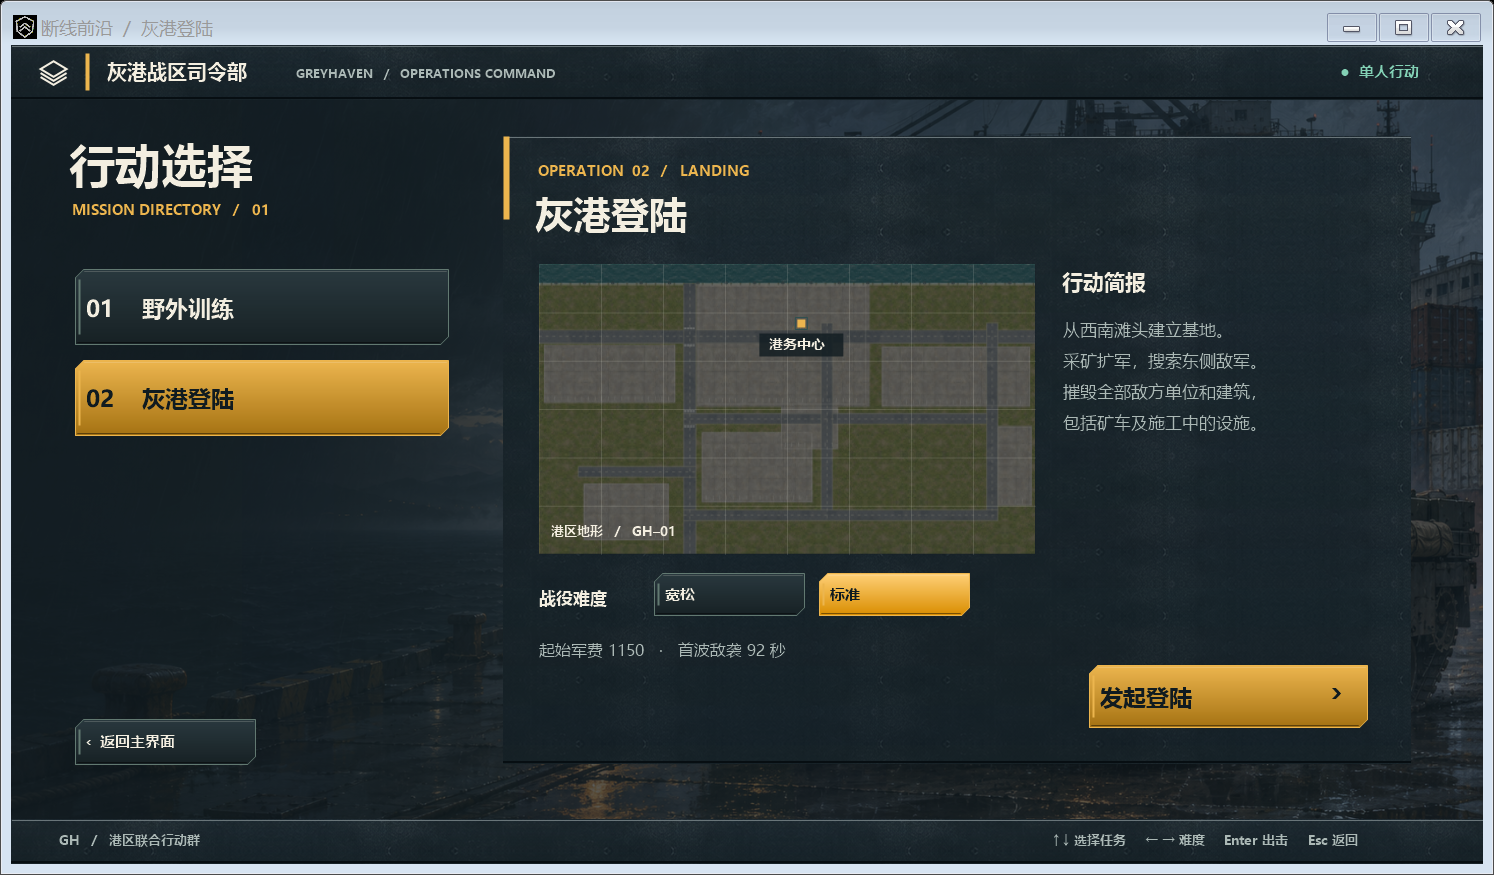 断线前沿 / 灰港登陆
灰港战区司令部
GREYHAVEN / OPERATIONS COMMAND
● 单人行动
行动选择
MISSION DIRECTORY / 01
01 野外训练
02 灰港登陆
‹ 返回主界面
OPERATION 02 / LANDING
灰港登陆
港务中心
港区地形 / GH–01
行动简报
从西南滩头建立基地。
采矿扩军，搜索东侧敌军。
摧毁全部敌方单位和建筑，
包括矿车及施工中的设施。
战役难度
宽松
标准
起始军费 1150 · 首波敌袭 92 秒
发起登陆 ›
GH / 港区联合行动群
↑↓ 选择任务 ←→ 难度 Enter 出击 Esc 返回